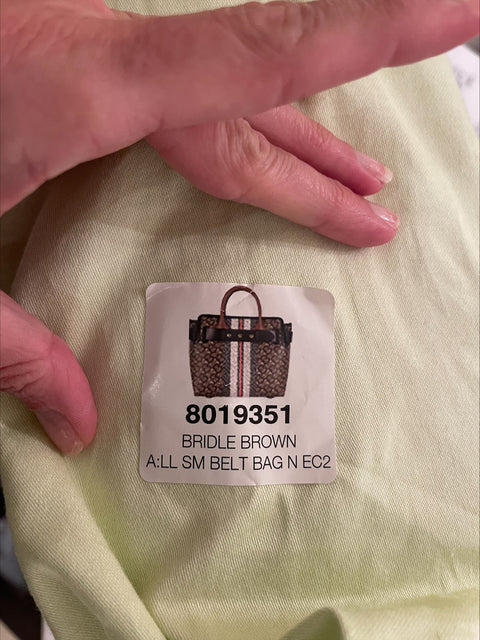 8019351
BRIDLE BROWN
A:LL SM BELT BAG N EC2